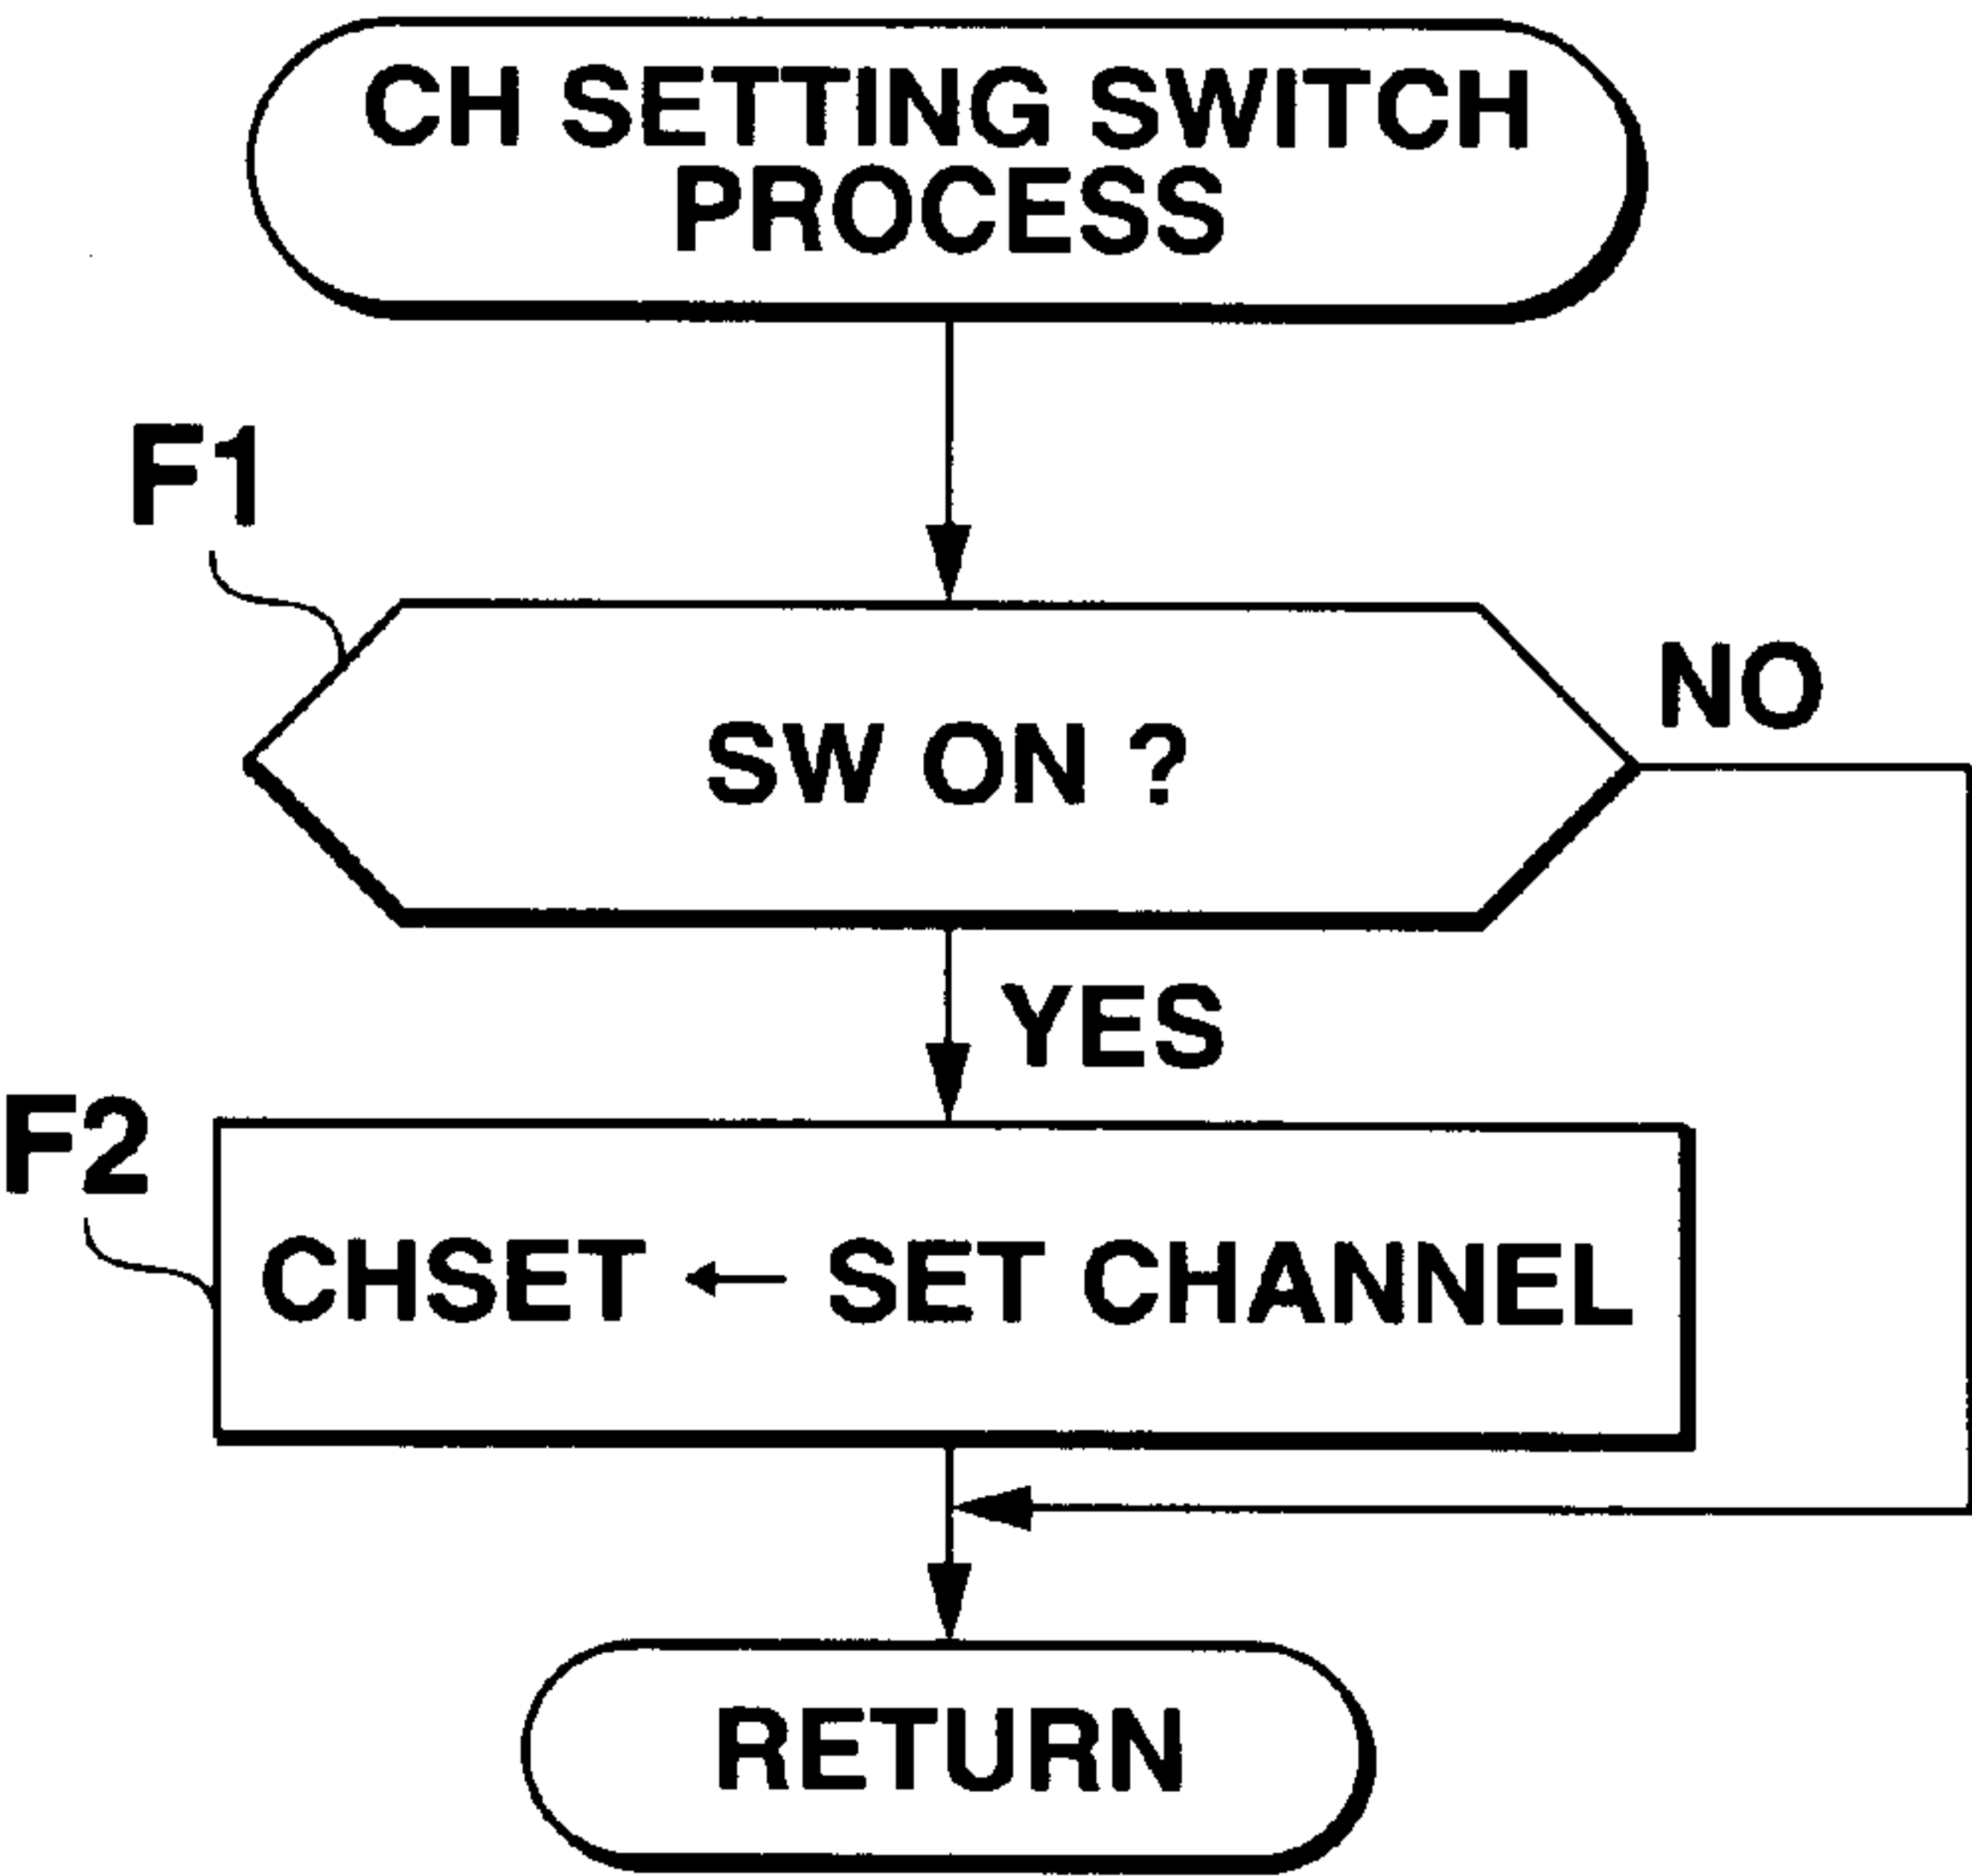 CH SETTING SWITCH
PROCESS
F1
SW ON ?
NO
YES
F2
CHSET ← SET CHANNEL
RETURN